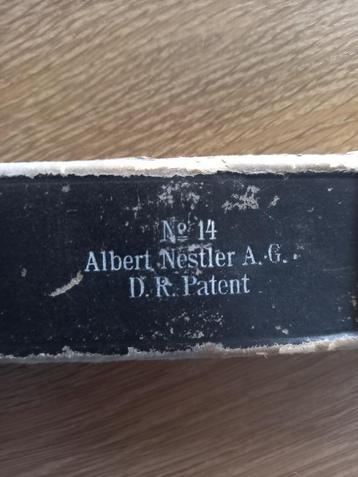 № 14
Albert Nestler A.-G.
D. R. Patent